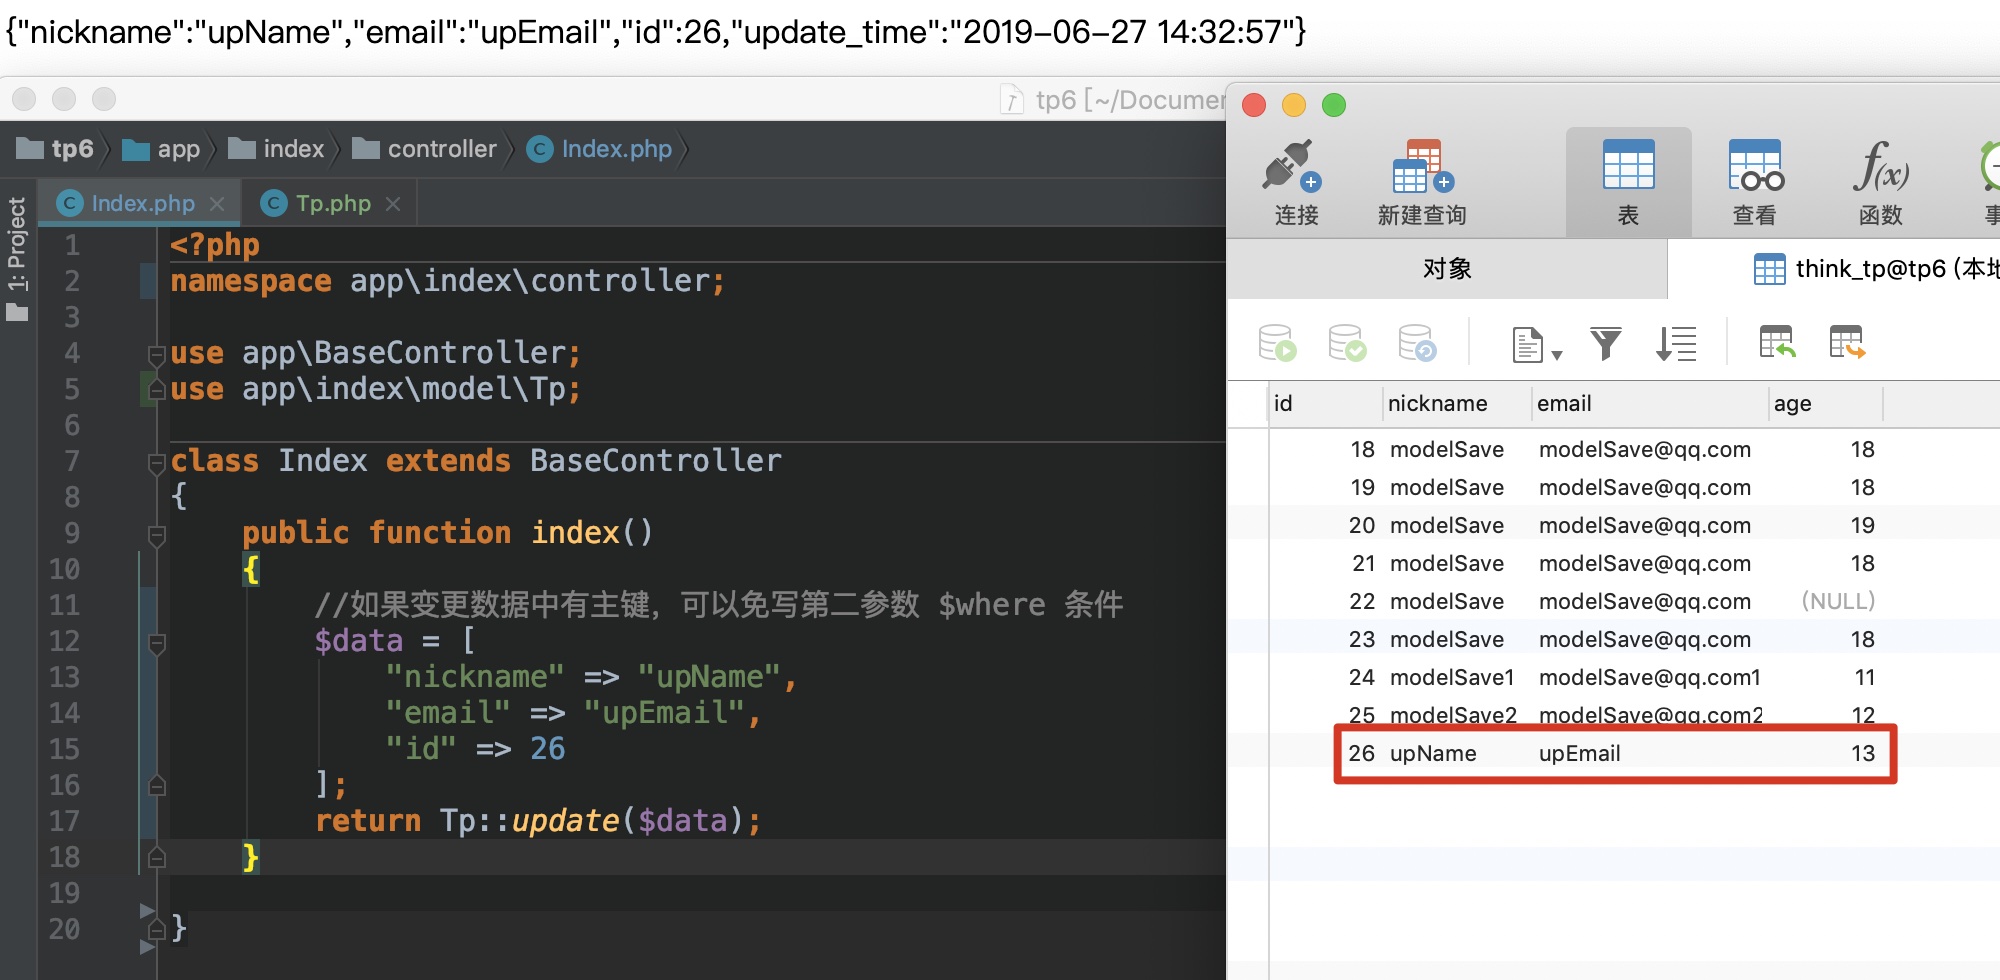 {"nickname":"upName","email":"upEmail","id":26,"update_time":"2019-06-27 14:32:57"}
tp6 [~/Documen
tp6 app index controller Index.php
Index.php Tp.php
1: Project
1 <?php
2 namespace app\index\controller;
3
4 use app\BaseController;
5 use app\index\model\Tp;
6
7 class Index extends BaseController
8 {
9 public function index()
10 {
11 //如果变更数据中有主键，可以免写第二参数 $where 条件
12 $data = [
13 "nickname" => "upName",
14 "email" => "upEmail",
15 "id" => 26
16 ];
17 return Tp::update($data);
18 }
19
20 }
连接 新建查询 表 查看 函数 事
对象 think_tp@tp6 (本地
id nickname email age
18 modelSave modelSave@qq.com 18
19 modelSave modelSave@qq.com 18
20 modelSave modelSave@qq.com 19
21 modelSave modelSave@qq.com 18
22 modelSave modelSave@qq.com (NULL)
23 modelSave modelSave@qq.com 18
24 modelSave1 modelSave@qq.com1 11
25 modelSave2 modelSave@qq.com2 12
26 upName upEmail 13